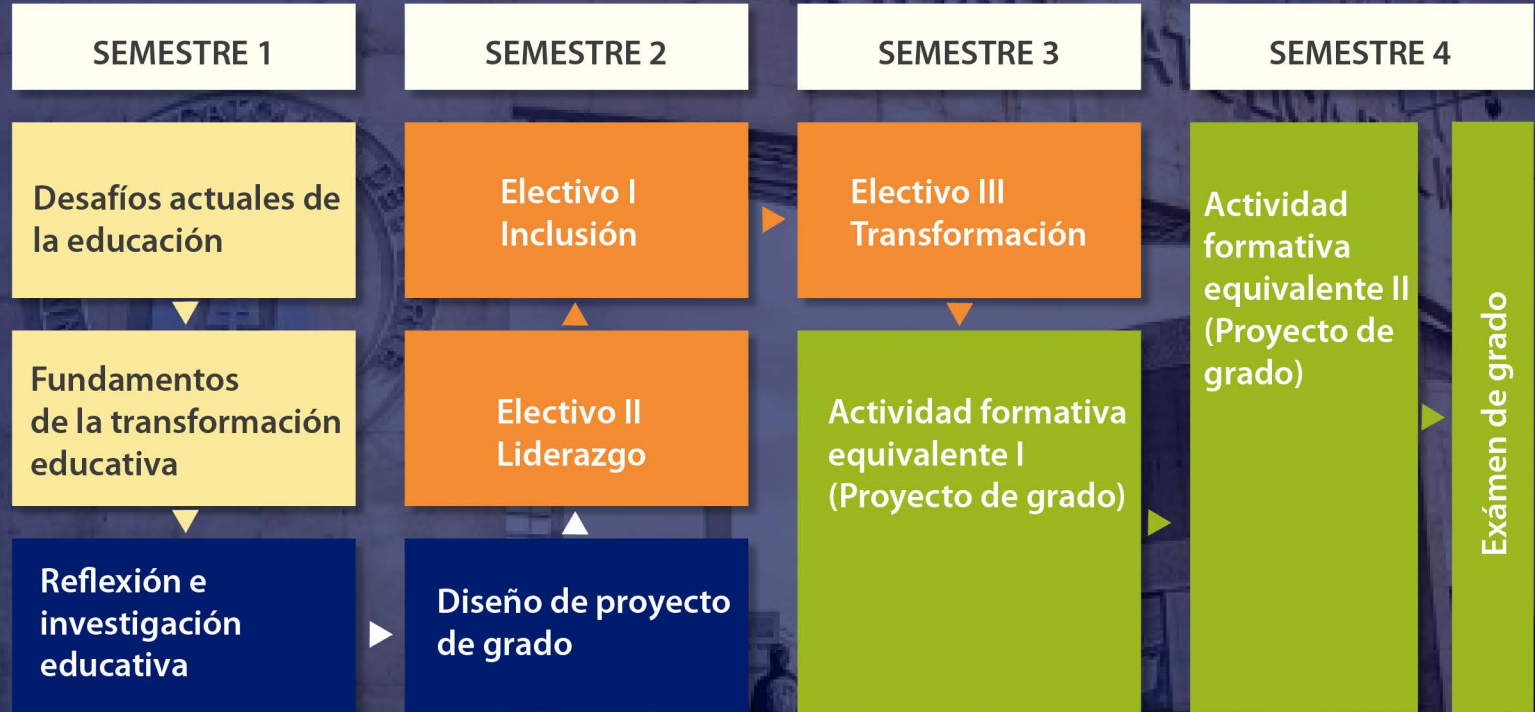 SEMESTRE 1
SEMESTRE 2
SEMESTRE 3
SEMESTRE 4
Desafíos actuales de
la educación
Fundamentos
de la transformación
educativa
Reflexión e
investigación
educativa
Electivo I
Inclusión
Electivo II
Liderazgo
Diseño de proyecto
de grado
Electivo III
Transformación
Actividad formativa
equivalente I
(Proyecto de grado)
Actividad
formativa
equivalente II
(Proyecto de
grado)
Exámen de grado